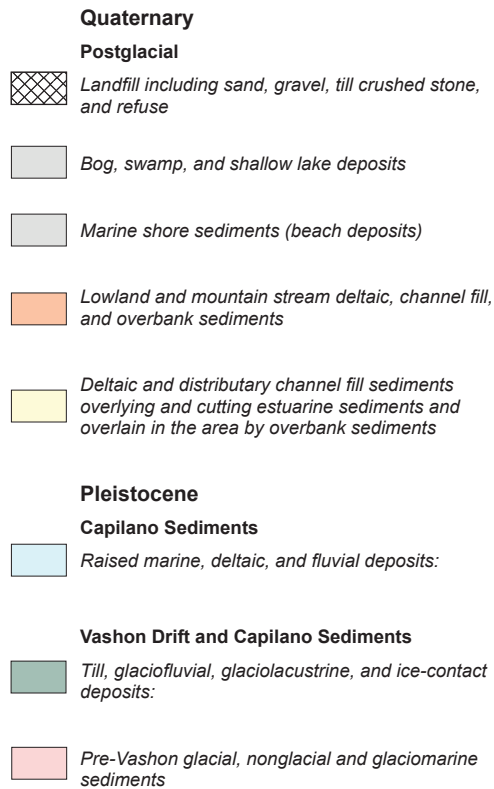 Quaternary
Postglacial
Landfill including sand, gravel, till crushed stone,
and refuse
Bog, swamp, and shallow lake deposits
Marine shore sediments (beach deposits)
Lowland and mountain stream deltaic, channel fill,
and overbank sediments
Deltaic and distributary channel fill sediments
overlying and cutting estuarine sediments and
overlain in the area by overbank sediments
Pleistocene
Capilano Sediments
Raised marine, deltaic, and fluvial deposits:
Vashon Drift and Capilano Sediments
Till, glaciofluvial, glaciolacustrine, and ice-contact
deposits:
Pre-Vashon glacial, nonglacial and glaciomarine
sediments